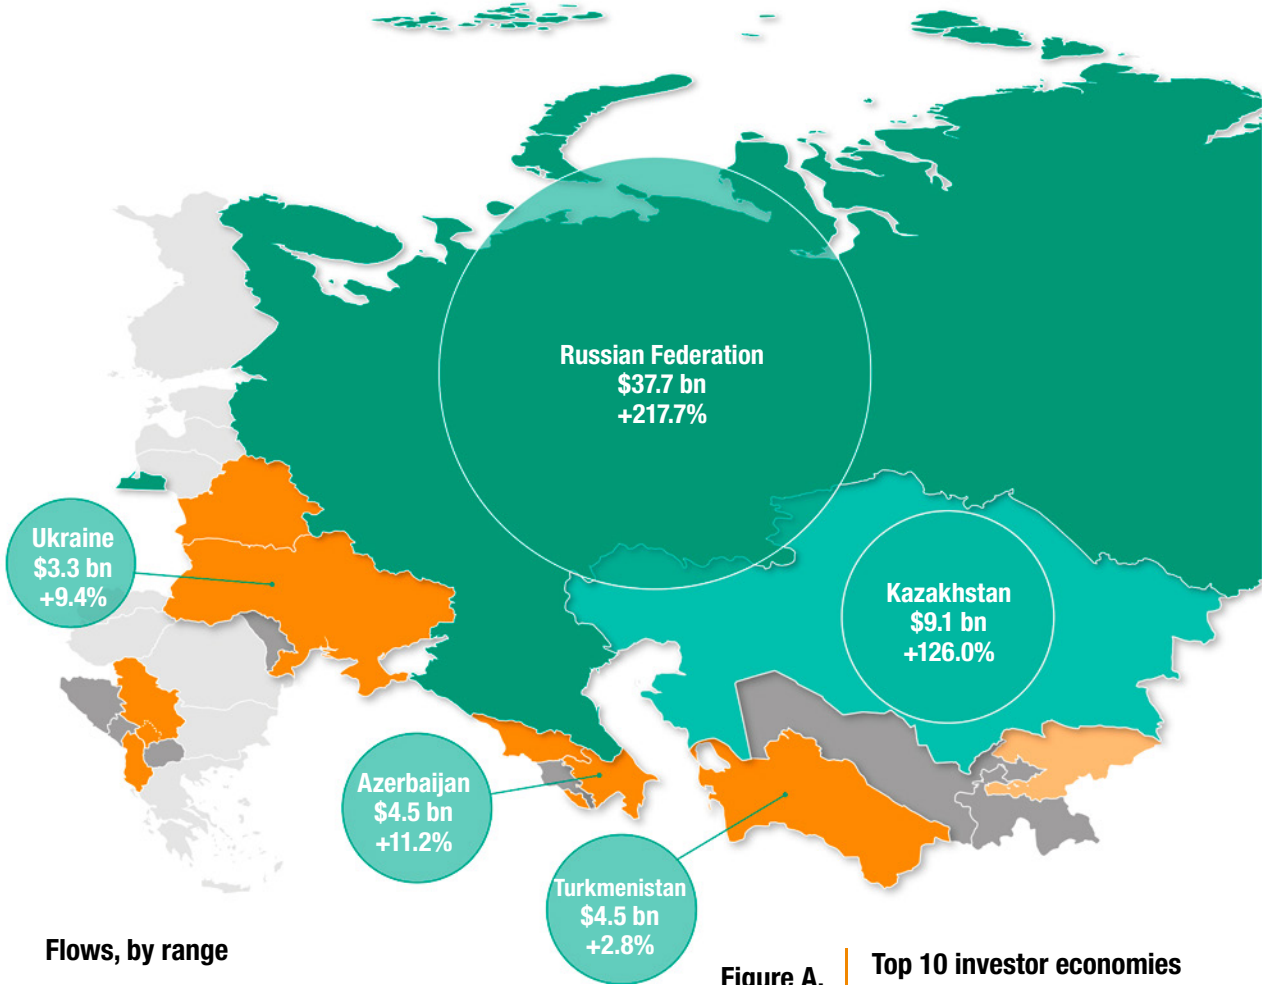 Russian Federation
$37.7 bn
+217.7%
Ukraine
$3.3 bn
+9.4%
Kazakhstan
$9.1 bn
+126.0%
Azerbaijan
$4.5 bn
+11.2%
Turkmenistan
$4.5 bn
+2.8%
Flows, by range
Figure A.
Top 10 investor economies